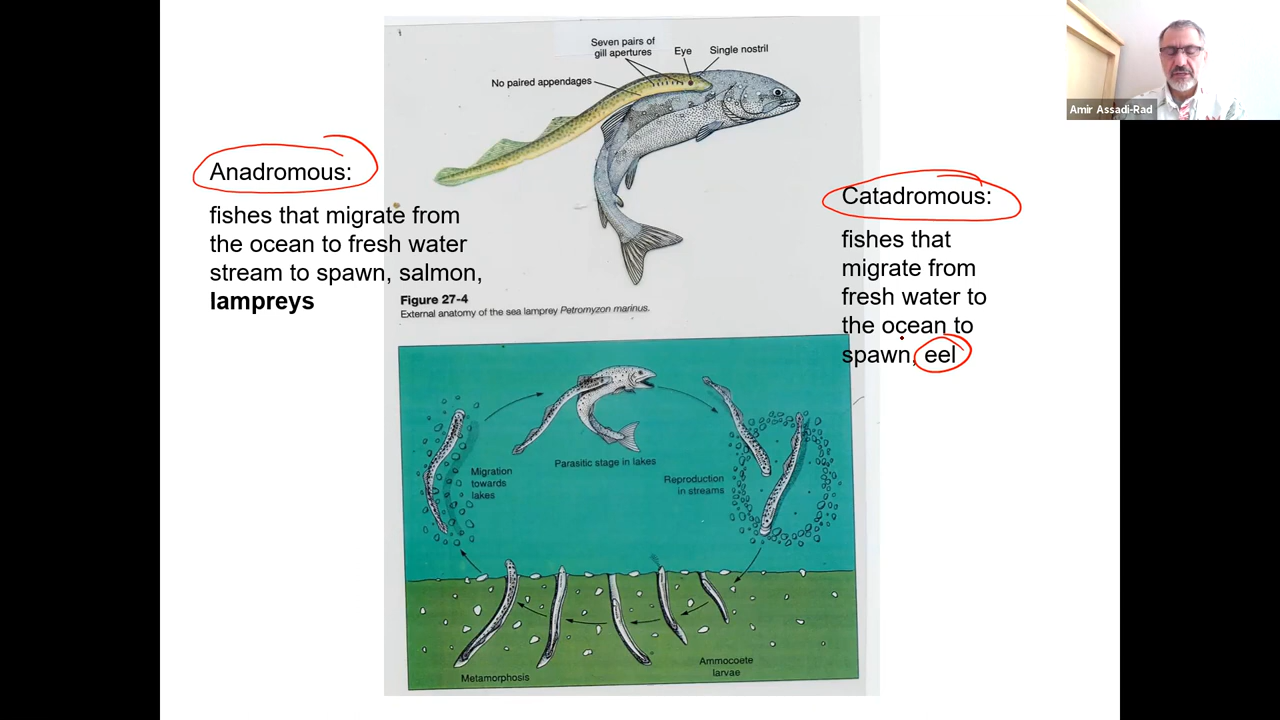 Seven pairs of
gill apertures
Eye
Single nostril
No paired appendages
Amir Assadi-Rad
Anadromous:
fishes that migrate from
the ocean to fresh water
stream to spawn, salmon,
lampreys
Catadromous:
fishes that
migrate from
fresh water to
the ocean to
spawn, eel
Figure 27-4
External anatomy of the sea lamprey Petromyzon marinus.
Migration
towards
lakes
Parasitic stage in lakes
Reproduction
in streams
Metamorphosis
Ammocoete
larvae